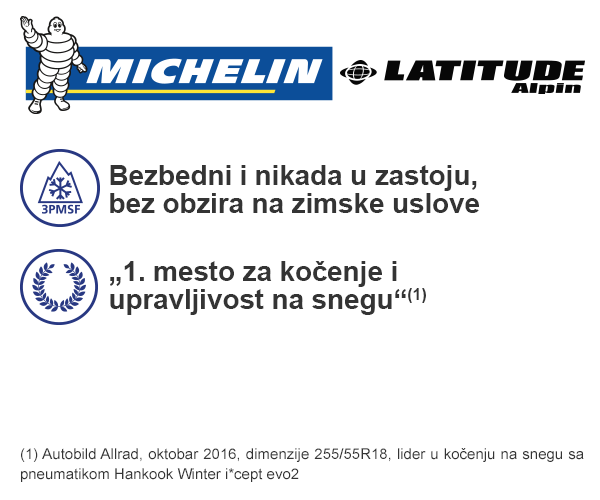 MICHELIN LATITUDE
Alpin
Bezbedni i nikada u zastoju,
bez obzira na zimske uslove
3PMSF
„1. mesto za kočenje i
upravljivost na snegu“(1)
(1) Autobild Allrad, oktobar 2016, dimenzije 255/55R18, lider u kočenju na snegu sa
pneumatikom Hankook Winter i*cept evo2